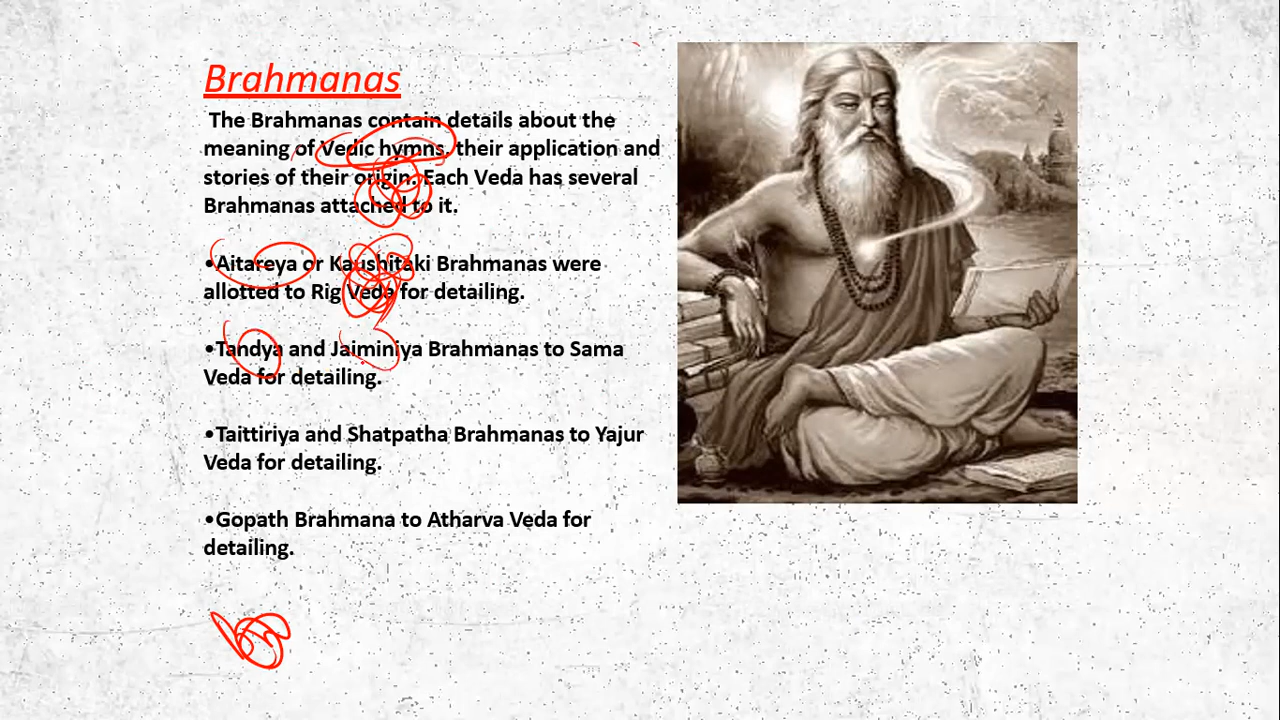 Brahmanas
The Brahmanas contain details about the
meaning of Vedic hymns, their application and
stories of their origin. Each Veda has several
Brahmanas attached to it.
•Aitareya or Kaushitaki Brahmanas were
allotted to Rig Veda for detailing.
•Tandya and Jaiminiya Brahmanas to Sama
Veda for detailing.
•Taittiriya and Shatpatha Brahmanas to Yajur
Veda for detailing.
•Gopath Brahmana to Atharva Veda for
detailing.